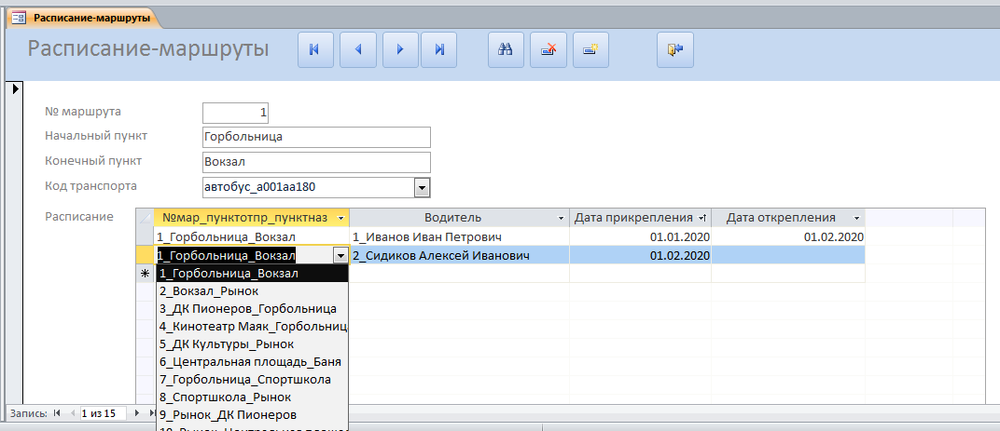 Расписание-маршруты
Расписание-маршруты
№ маршрута 1
Начальный пункт Горбольница
Конечный пункт Вокзал
Код транспорта автобус_а001аа180
Расписание №мар_пунктотпр_пунктназ Водитель Дата прикрепления Дата открепления
1_Горбольница_Вокзал 1_Иванов Иван Петрович 01.01.2020 01.02.2020
1_Горбольница_Вокзал 2_Сидиков Алексей Иванович 01.02.2020
1_Горбольница_Вокзал
2_Вокзал_Рынок
3_ДК Пионеров_Горбольница
4_Кинотеатр Маяк_Горбольниц
5_ДК Культуры_Рынок
6_Центральная площадь_Баня
7_Горбольница_Спортшкола
8_Спортшкола_Рынок
9_Рынок_ДК Пионеров
Запись: 1 из 15